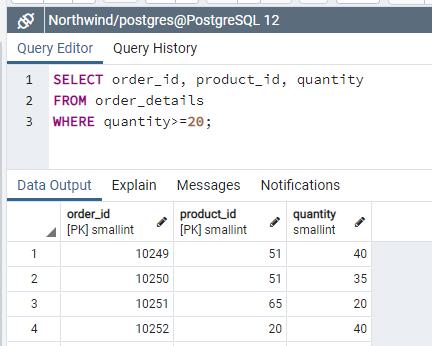 Northwind/postgres@PostgreSQL 12
Query Editor Query History
1 SELECT order_id, product_id, quantity
2 FROM order_details
3 WHERE quantity>=20;
Data Output Explain Messages Notifications
order_id product_id quantity
[PK] smallint [PK] smallint smallint
1 10249 51 40
2 10250 51 35
3 10251 65 20
4 10252 20 40